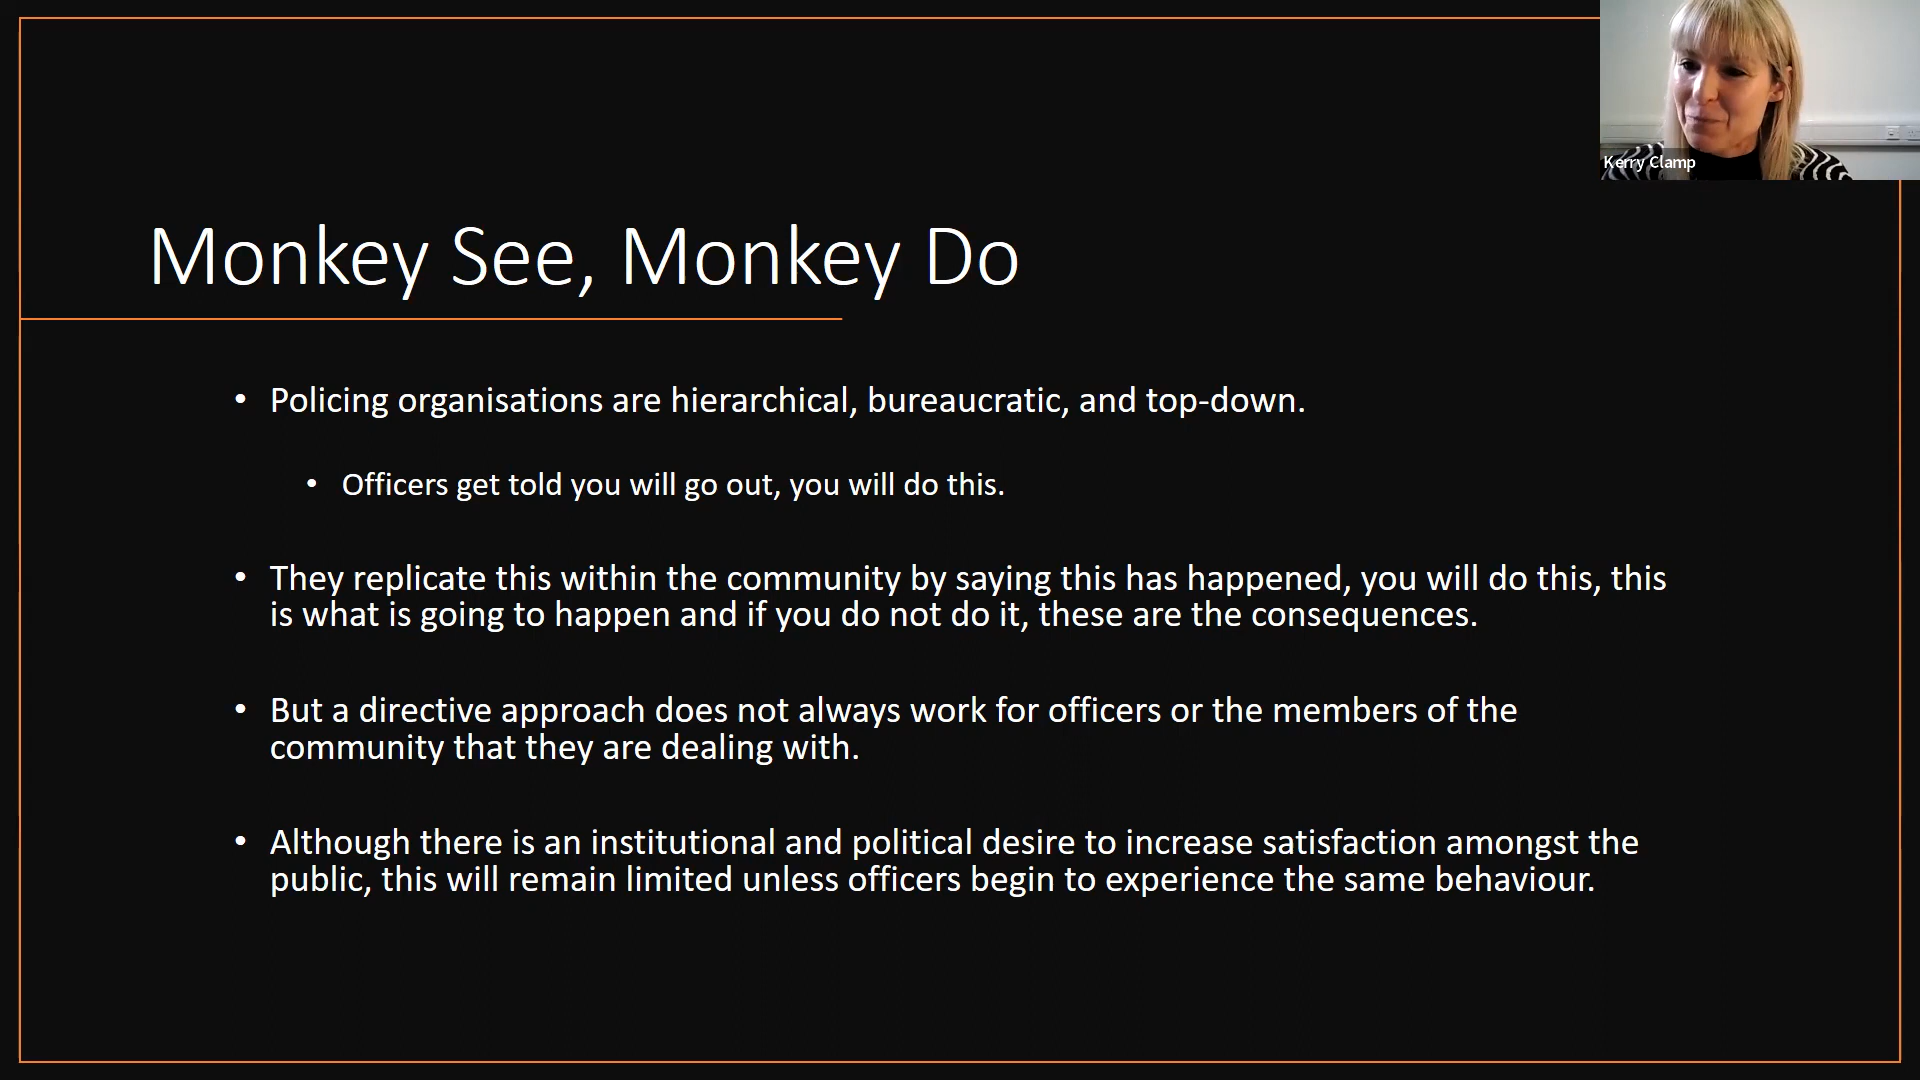 Kerry Clamp
Monkey See, Monkey Do
• Policing organisations are hierarchical, bureaucratic, and top-down.
• Officers get told you will go out, you will do this.
• They replicate this within the community by saying this has happened, you will do this, this
is what is going to happen and if you do not do it, these are the consequences.
• But a directive approach does not always work for officers or the members of the
community that they are dealing with.
• Although there is an institutional and political desire to increase satisfaction amongst the
public, this will remain limited unless officers begin to experience the same behaviour.